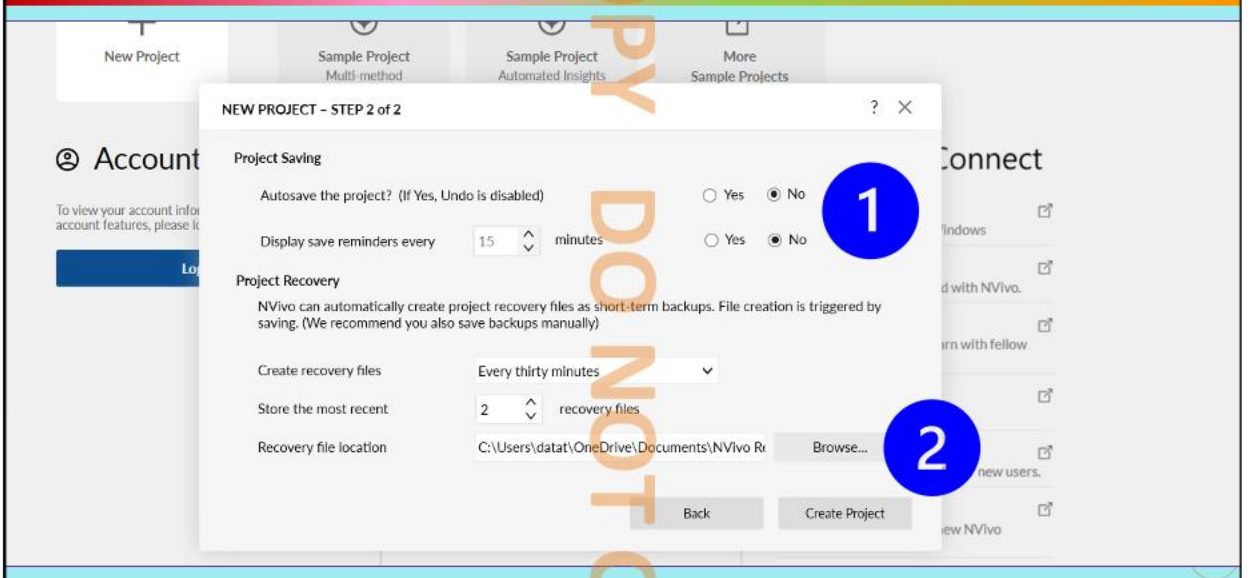 New Project
Sample Project
Multi-method
Sample Project
Automated Insights
More
Sample Projects
NEW PROJECT – STEP 2 of 2
?
Account
Connect
Project Saving
Autosave the project? (If Yes, Undo is disabled)
Yes
No
1
To view your account
account features, please
Windows
Display save reminders every
15
minutes
Yes
No
Project Recovery
with NVivo.
NVivo can automatically create project recovery files as short-term backups. File creation is triggered by
saving. (We recommend you also save backups manually)
with fellow
Create recovery files
Every thirty minutes
Store the most recent
2
recovery files
Recovery file location
C:\Users\datat\OneDrive\Documents\NVivo
Browse...
2
new users.
Back
Create Project
NVivo
DO NOT